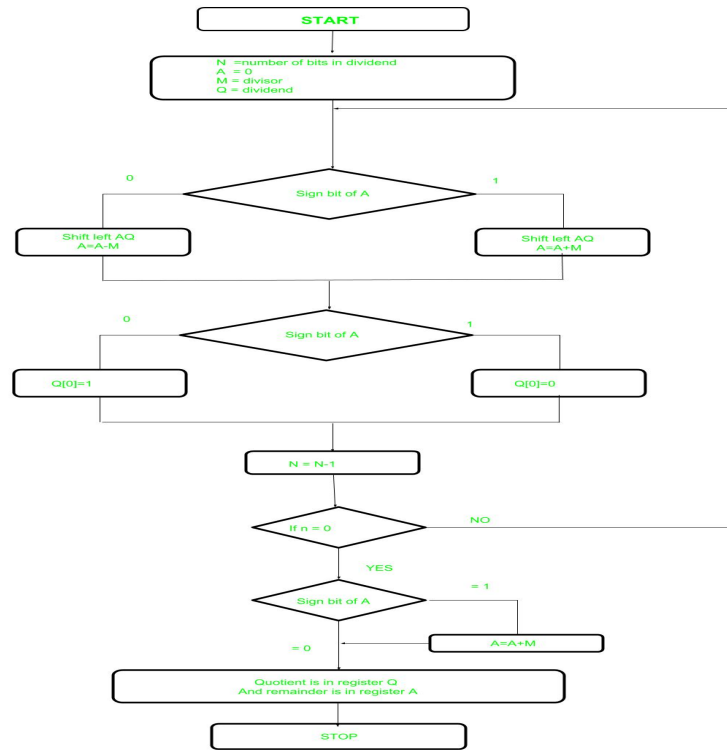 START
N =number of bits in dividend
A = 0
M = divisor
Q = dividend
0
Sign bit of A
1
Shift left AQ
A=A-M
Shift left AQ
A=A+M
0
Sign bit of A
1
Q[0]=1
Q[0]=0
N = N-1
If n = 0
NO
YES
Sign bit of A
= 1
= 0
A=A+M
Quotient is in register Q
And remainder is in register A
STOP